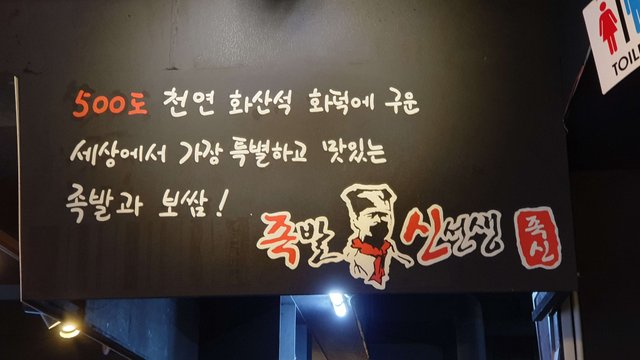 500도 천연 화산석 화덕에 구운
세상에서 가장 특별하고 맛있는
족발과 보쌈!
족발 신선생
족신